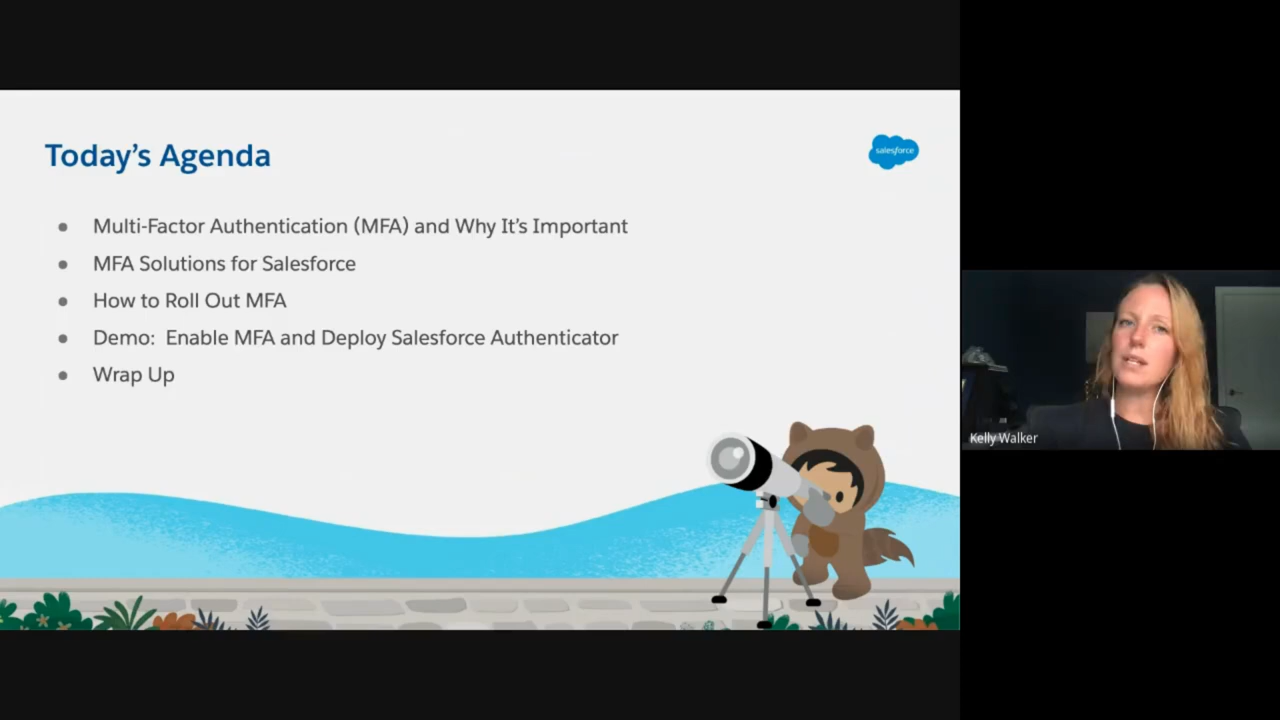 Today's Agenda
salesforce
• Multi-Factor Authentication (MFA) and Why It's Important
• MFA Solutions for Salesforce
• How to Roll Out MFA
• Demo:  Enable MFA and Deploy Salesforce Authenticator
• Wrap Up
Kelly Walker